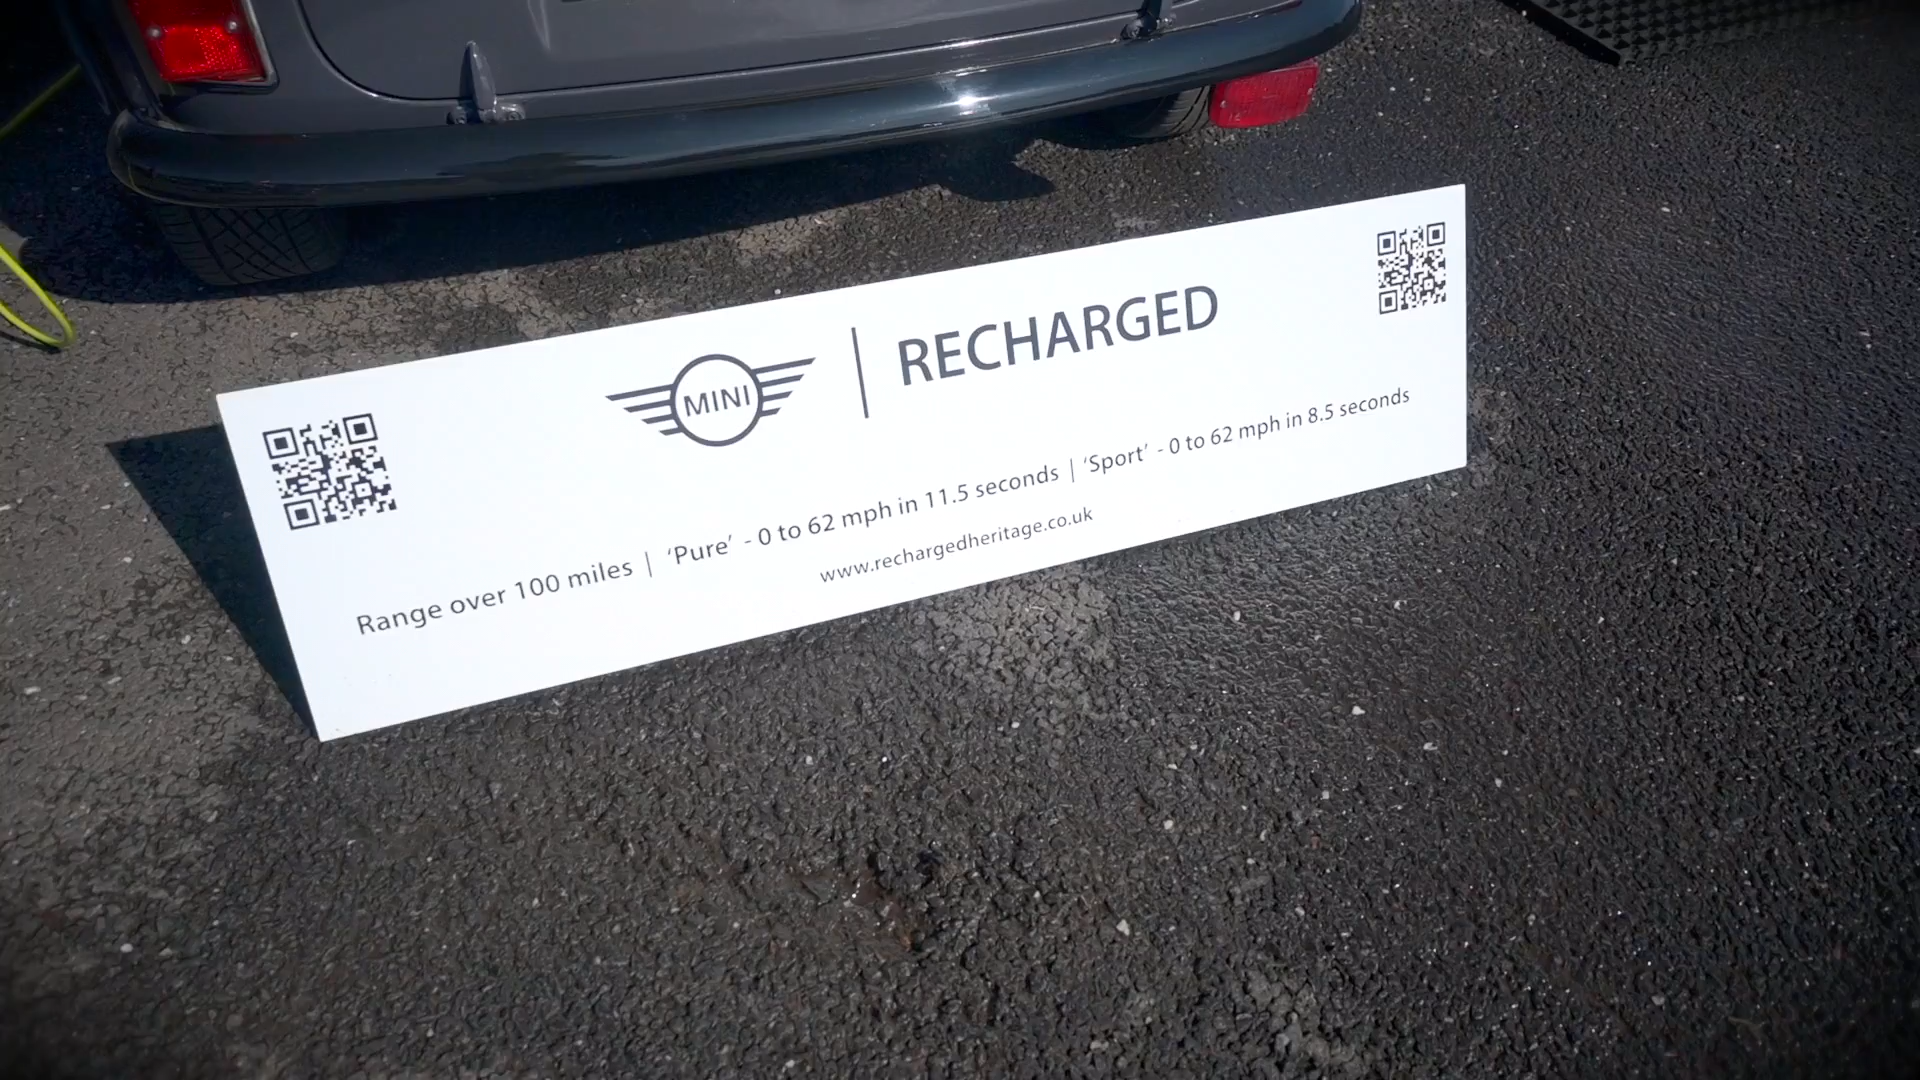 MINI | RECHARGED
Range over 100 miles | ‘Pure’ - 0 to 62 mph in 11.5 seconds | ‘Sport’ - 0 to 62 mph in 8.5 seconds
www.rechargedheritage.co.uk